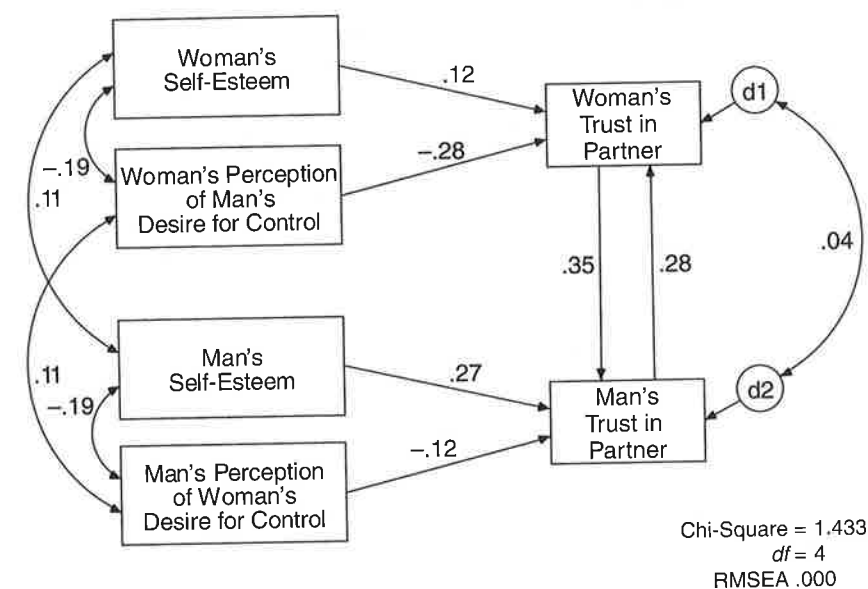 Woman's
Self-Esteem
.12
Woman's
Trust in
Partner
d1
–.19
.11
–.28
Woman's Perception
of Man's
Desire for Control
.35
.28
.04
Man's
Self-Esteem
.27
.11
–.19
Man's
Trust in
Partner
d2
–.12
Man's Perception
of Woman's
Desire for Control
Chi-Square = 1.433
df = 4
RMSEA .000